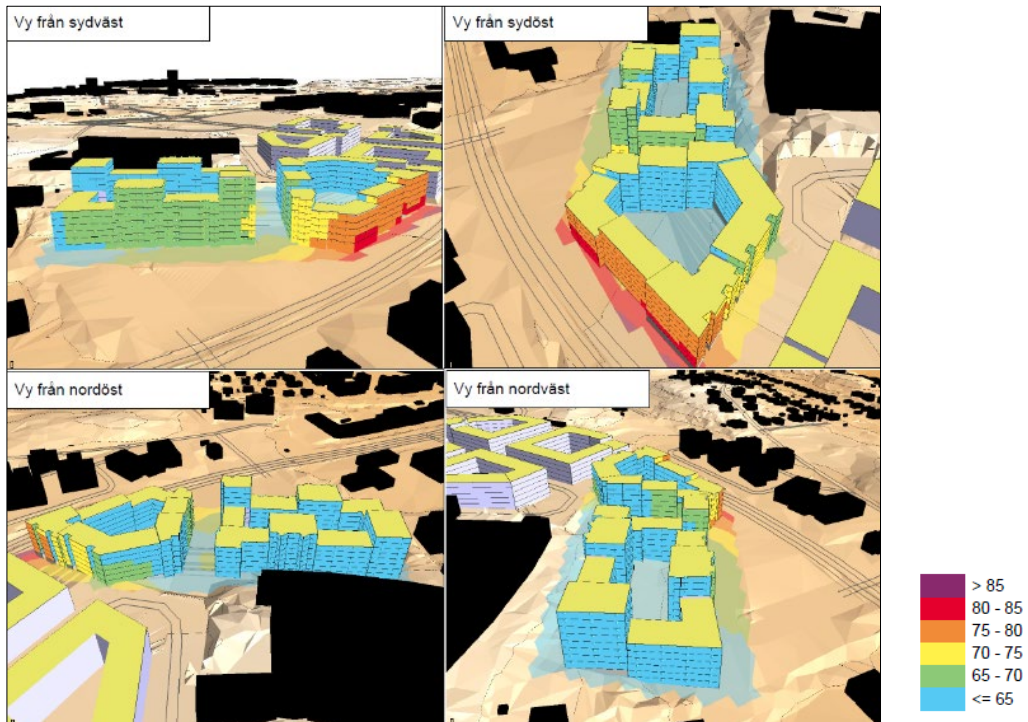 Vy från sydväst
Vy från sydöst
Vy från nordöst
Vy från nordväst
> 85
80 - 85
75 - 80
70 - 75
65 - 70
<= 65